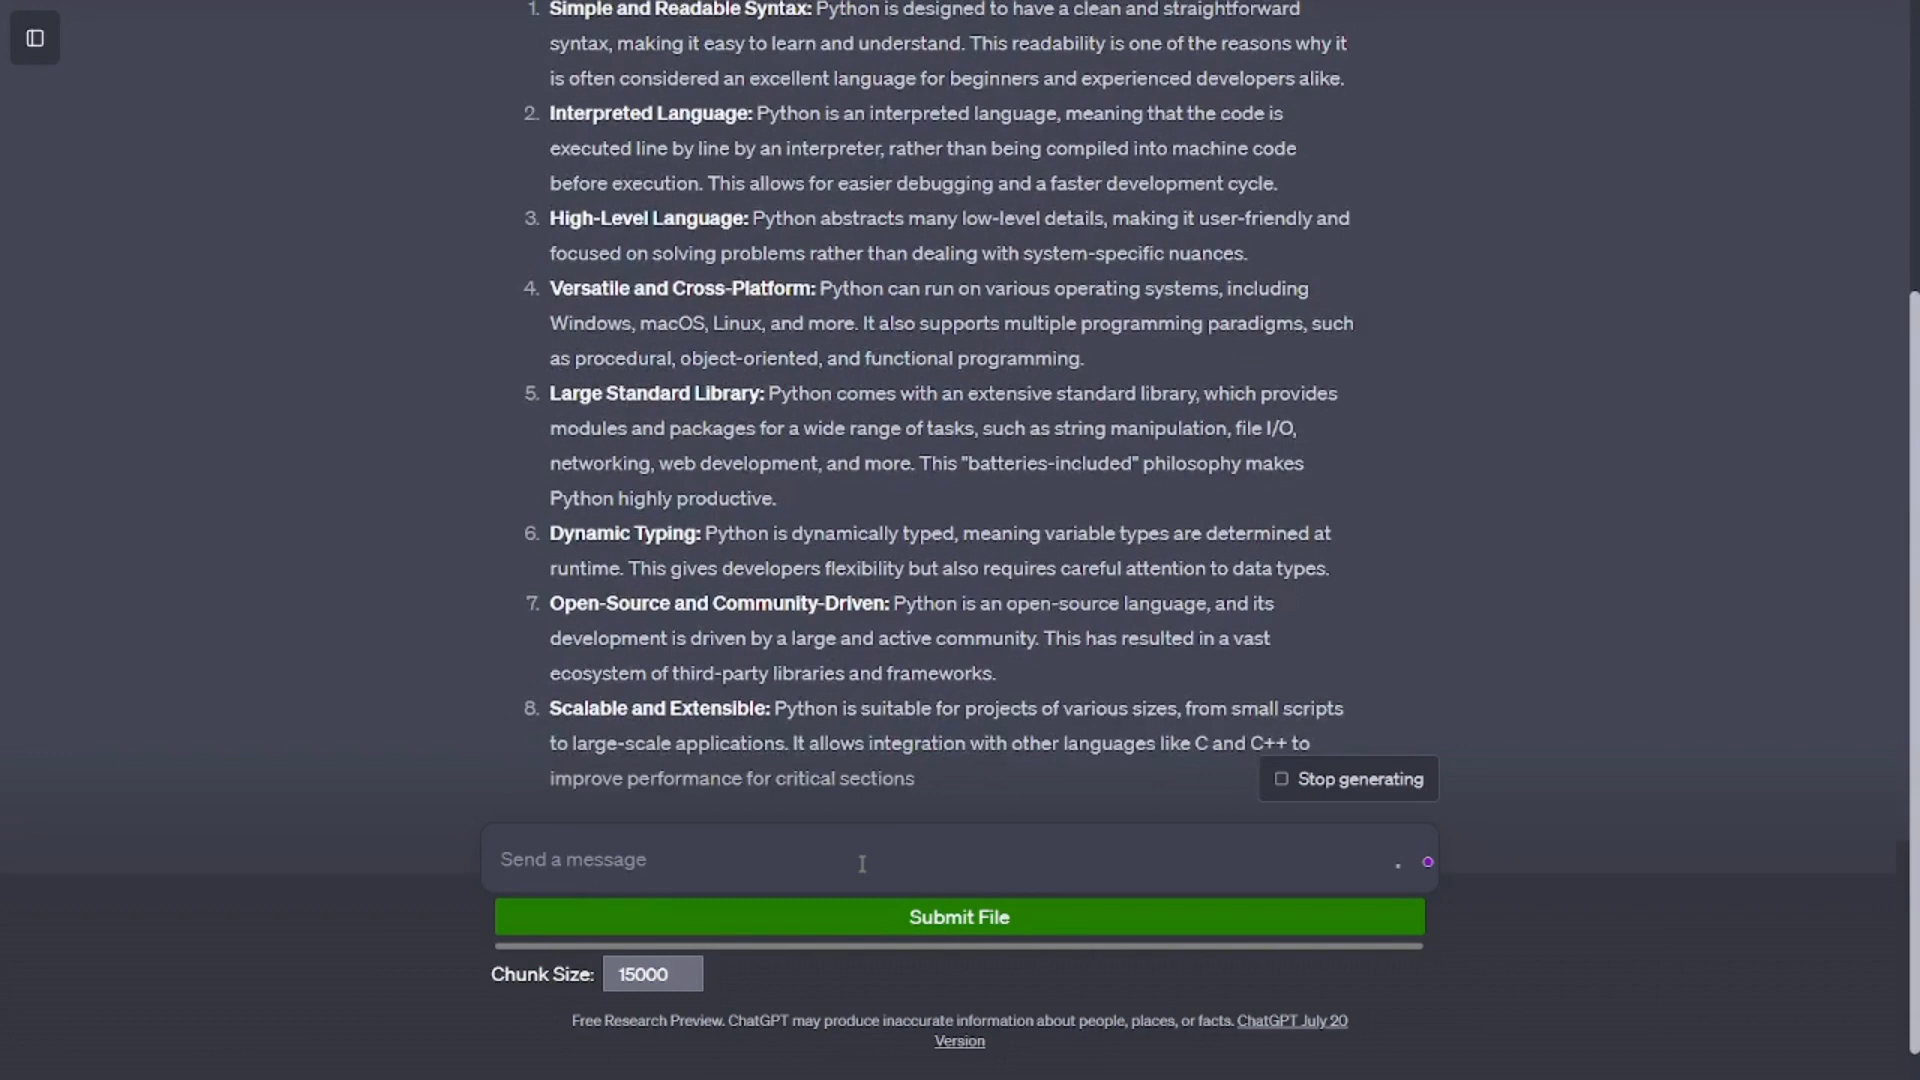 1. Simple and Readable Syntax: Python is designed to have a clean and straightforward
syntax, making it easy to learn and understand. This readability is one of the reasons why it
is often considered an excellent language for beginners and experienced developers alike.
2. Interpreted Language: Python is an interpreted language, meaning that the code is
executed line by line by an interpreter, rather than being compiled into machine code
before execution. This allows for easier debugging and a faster development cycle.
3. High-Level Language: Python abstracts many low-level details, making it user-friendly and
focused on solving problems rather than dealing with system-specific nuances.
4. Versatile and Cross-Platform: Python can run on various operating systems, including
Windows, macOS, Linux, and more. It also supports multiple programming paradigms, such
as procedural, object-oriented, and functional programming.
5. Large Standard Library: Python comes with an extensive standard library, which provides
modules and packages for a wide range of tasks, such as string manipulation, file I/O,
networking, web development, and more. This "batteries-included" philosophy makes
Python highly productive.
6. Dynamic Typing: Python is dynamically typed, meaning variable types are determined at
runtime. This gives developers flexibility but also requires careful attention to data types.
7. Open-Source and Community-Driven: Python is an open-source language, and its
development is driven by a large and active community. This has resulted in a vast
ecosystem of third-party libraries and frameworks.
8. Scalable and Extensible: Python is suitable for projects of various sizes, from small scripts
to large-scale applications. It allows integration with other languages like C and C++ to
improve performance for critical sections
Stop generating
Send a message
Submit File
Chunk Size: 15000
Free Research Preview. ChatGPT may produce inaccurate information about people, places, or facts. ChatGPT July 20
Version